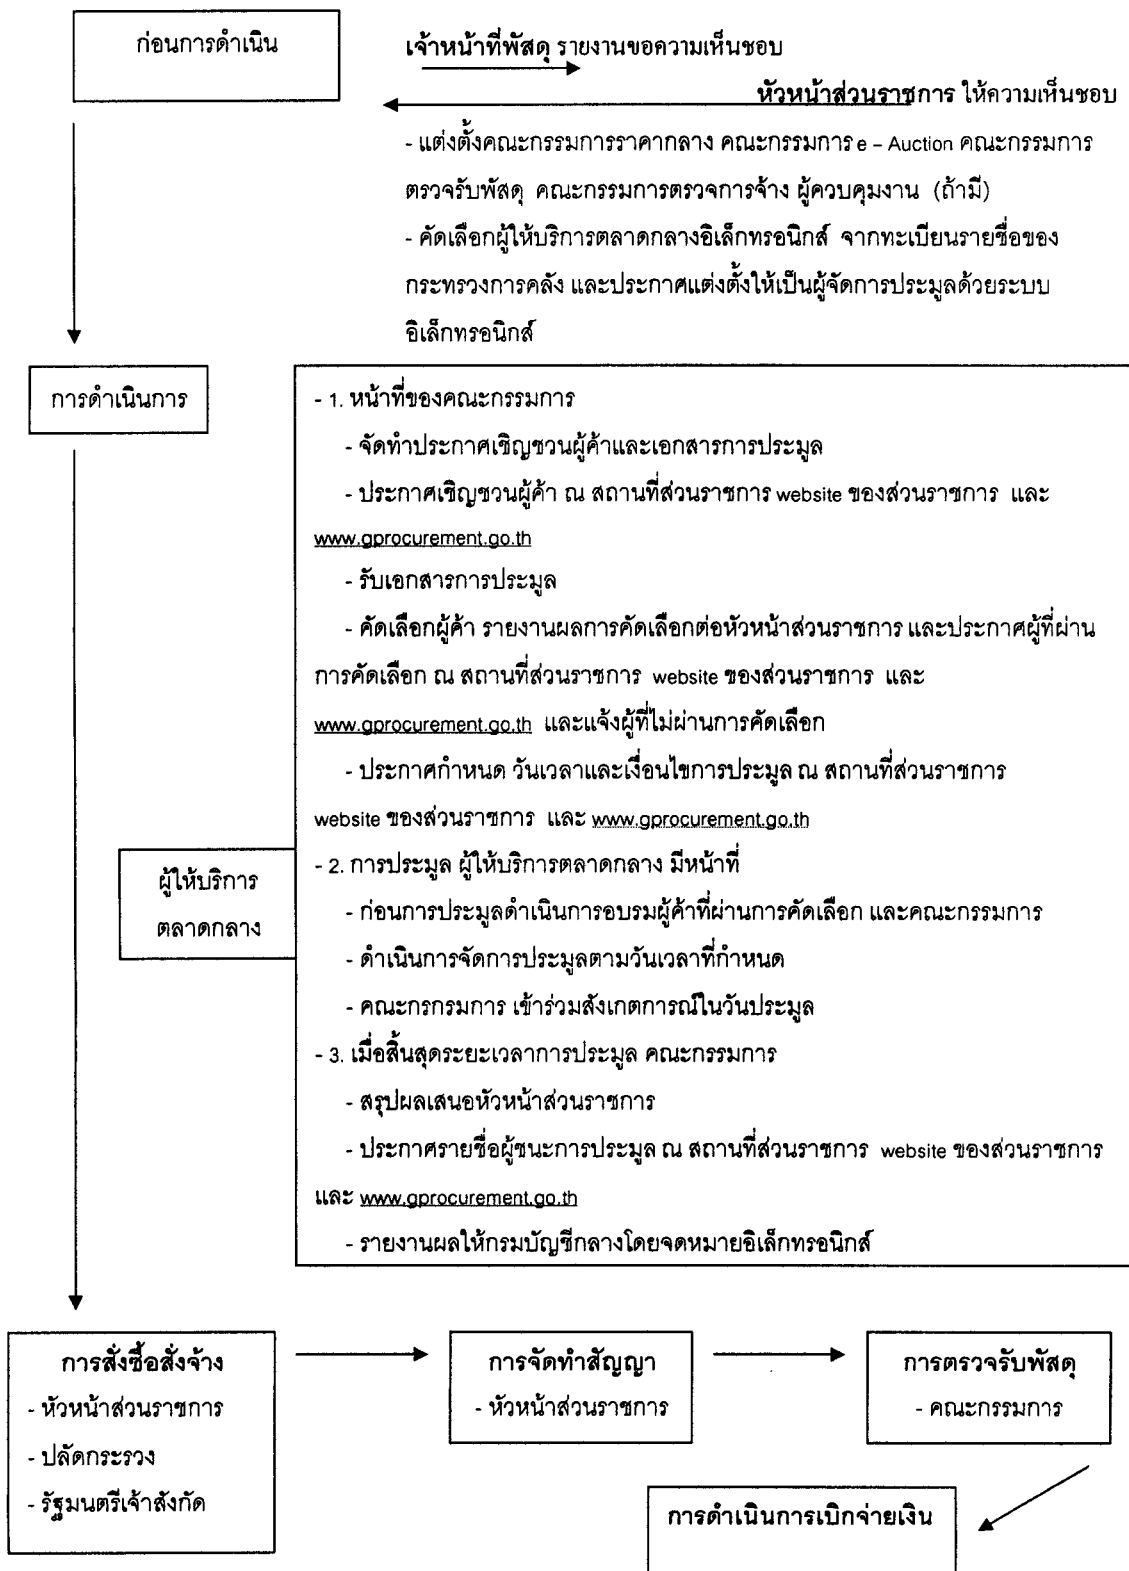 ก่อนการดำเนิน
เจ้าหน้าที่พัสดุ รายงานขอความเห็นชอบ
หัวหน้าส่วนราชการ ให้ความเห็นชอบ
- แต่งตั้งคณะกรรมการราคากลาง คณะกรรมการ e – Auction คณะกรรมการ
ตรวจรับพัสดุ คณะกรรมการตรวจการจ้าง ผู้ควบคุมงาน (ถ้ามี)
- คัดเลือกผู้ให้บริการตลาดกลางอิเล็กทรอนิกส์ จากทะเบียนรายชื่อของ
กระทรวงการคลัง และประกาศแต่งตั้งให้เป็นผู้จัดการประมูลด้วยระบบ
อิเล็กทรอนิกส์
การดำเนินการ
- 1. หน้าที่ของคณะกรรมการ
- จัดทำประกาศเชิญชวนผู้ค้าและเอกสารการประมูล
- ประกาศเชิญชวนผู้ค้า ณ สถานที่ส่วนราชการ website ของส่วนราชการ และ
www.gprocurement.go.th
- รับเอกสารการประมูล
- คัดเลือกผู้ค้า รายงานผลการคัดเลือกต่อหัวหน้าส่วนราชการ และประกาศผู้ที่ผ่าน
การคัดเลือก ณ สถานที่ส่วนราชการ website ของส่วนราชการ และ
www.gprocurement.go.th และแจ้งผู้ที่ไม่ผ่านการคัดเลือก
- ประกาศกำหนด วันเวลาและเงื่อนไขการประมูล ณ สถานที่ส่วนราชการ
website ของส่วนราชการ และ www.gprocurement.go.th
ผู้ให้บริการ
ตลาดกลาง
- 2. การประมูล ผู้ให้บริการตลาดกลาง มีหน้าที่
- ก่อนการประมูลดำเนินการอบรมผู้ค้าที่ผ่านการคัดเลือก และคณะกรรมการ
- ดำเนินการจัดการประมูลตามวันเวลาที่กำหนด
- คณะกรกรมการ เข้าร่วมสังเกตการณ์ในวันประมูล
- 3. เมื่อสิ้นสุดระยะเวลาการประมูล คณะกรรมการ
- สรุปผลเสนอหัวหน้าส่วนราชการ
- ประกาศรายชื่อผู้ชนะการประมูล ณ สถานที่ส่วนราชการ website ของส่วนราชการ
และ www.gprocurement.go.th
- รายงานผลให้กรมบัญชีกลางโดยจดหมายอิเล็กทรอนิกส์
การสั่งซื้อสั่งจ้าง
- หัวหน้าส่วนราชการ
- ปลัดกระรวง
- รัฐมนตรีเจ้าสังกัด
การจัดทำสัญญา
- หัวหน้าส่วนราชการ
การตรวจรับพัสดุ
- คณะกรรมการ
การดำเนินการเบิกจ่ายเงิน